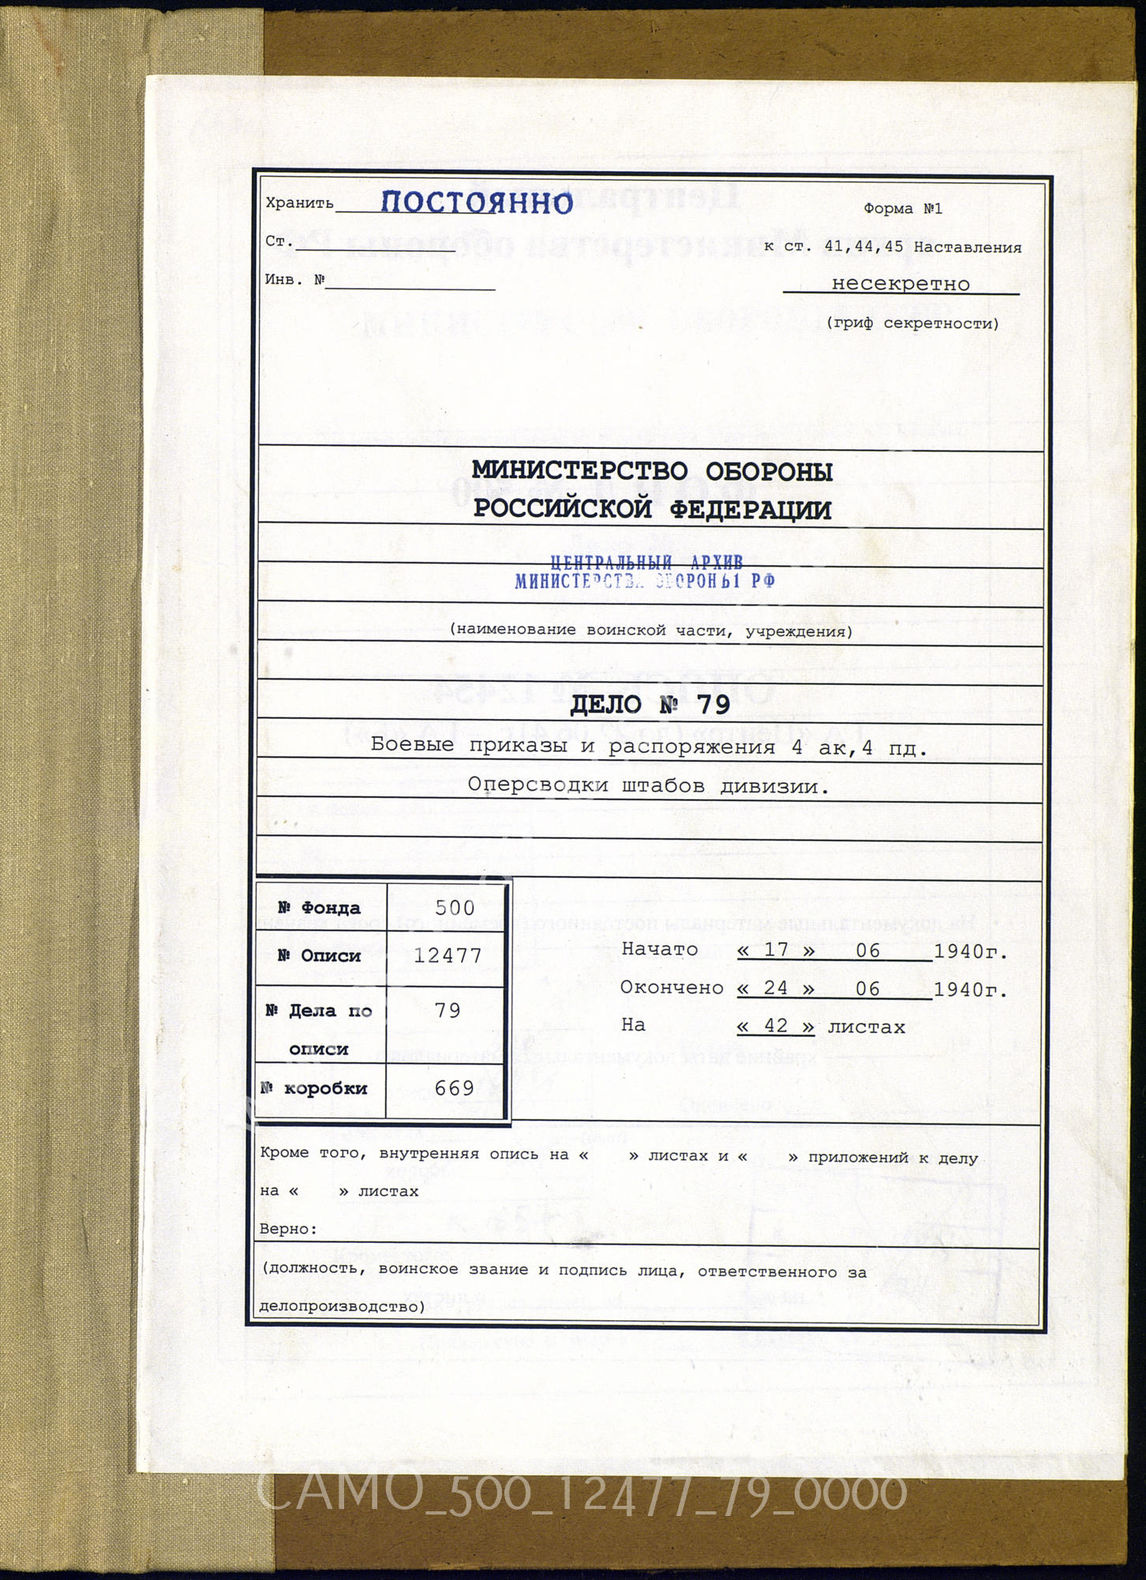 Хранить ПОСТОЯННО
Форма №1
Ст.
к ст. 41,44,45 Наставления
Инв. №
несекретно
(гриф секретности)
МИНИСТЕРСТВО ОБОРОНЫ
РОССИЙСКОЙ ФЕДЕРАЦИИ
ЦЕНТРАЛЬНЫЙ АРХИВ
МИНИСТЕРСТВА ОБОРОНЫ РФ
(наименование воинской части, учреждения)
ДЕЛО № 79
Боевые приказы и распоряжения 4 ак,4 пд.
Оперсводки штабов дивизии.
№ Фонда 500
№ Описи 12477
№ Дела по 79
описи
№ коробки 669
Начато « 17 » 06 1940г.
Окончено « 24 » 06 1940г.
На « 42 » листах
Кроме того, внутренняя опись на « » листах и « » приложений к делу
на « » листах
Верно:
(должность, воинское звание и подпись лица, ответственного за
делопроизводство)
CAMO_500_12477_79_0000